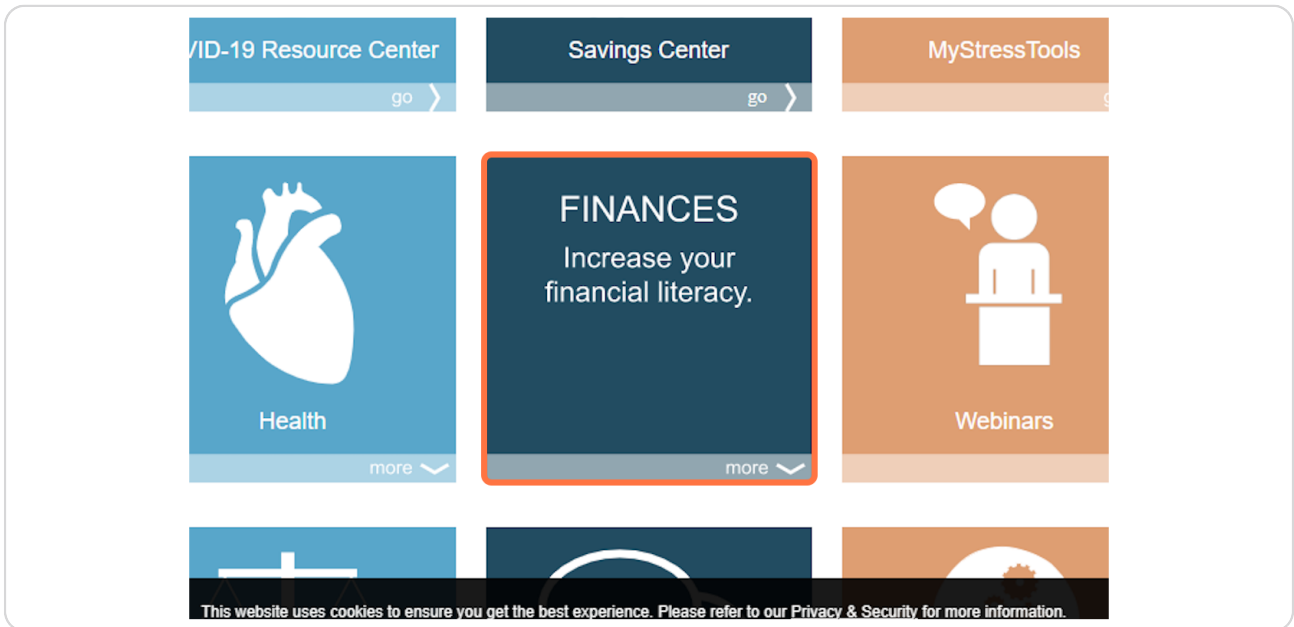 VID-19 Resource Center
go
Savings Center
go
MyStressTools
Health
more
FINANCES
Increase your
financial literacy.
more
Webinars
This website uses cookies to ensure you get the best experience. Please refer to our Privacy & Security for more information.